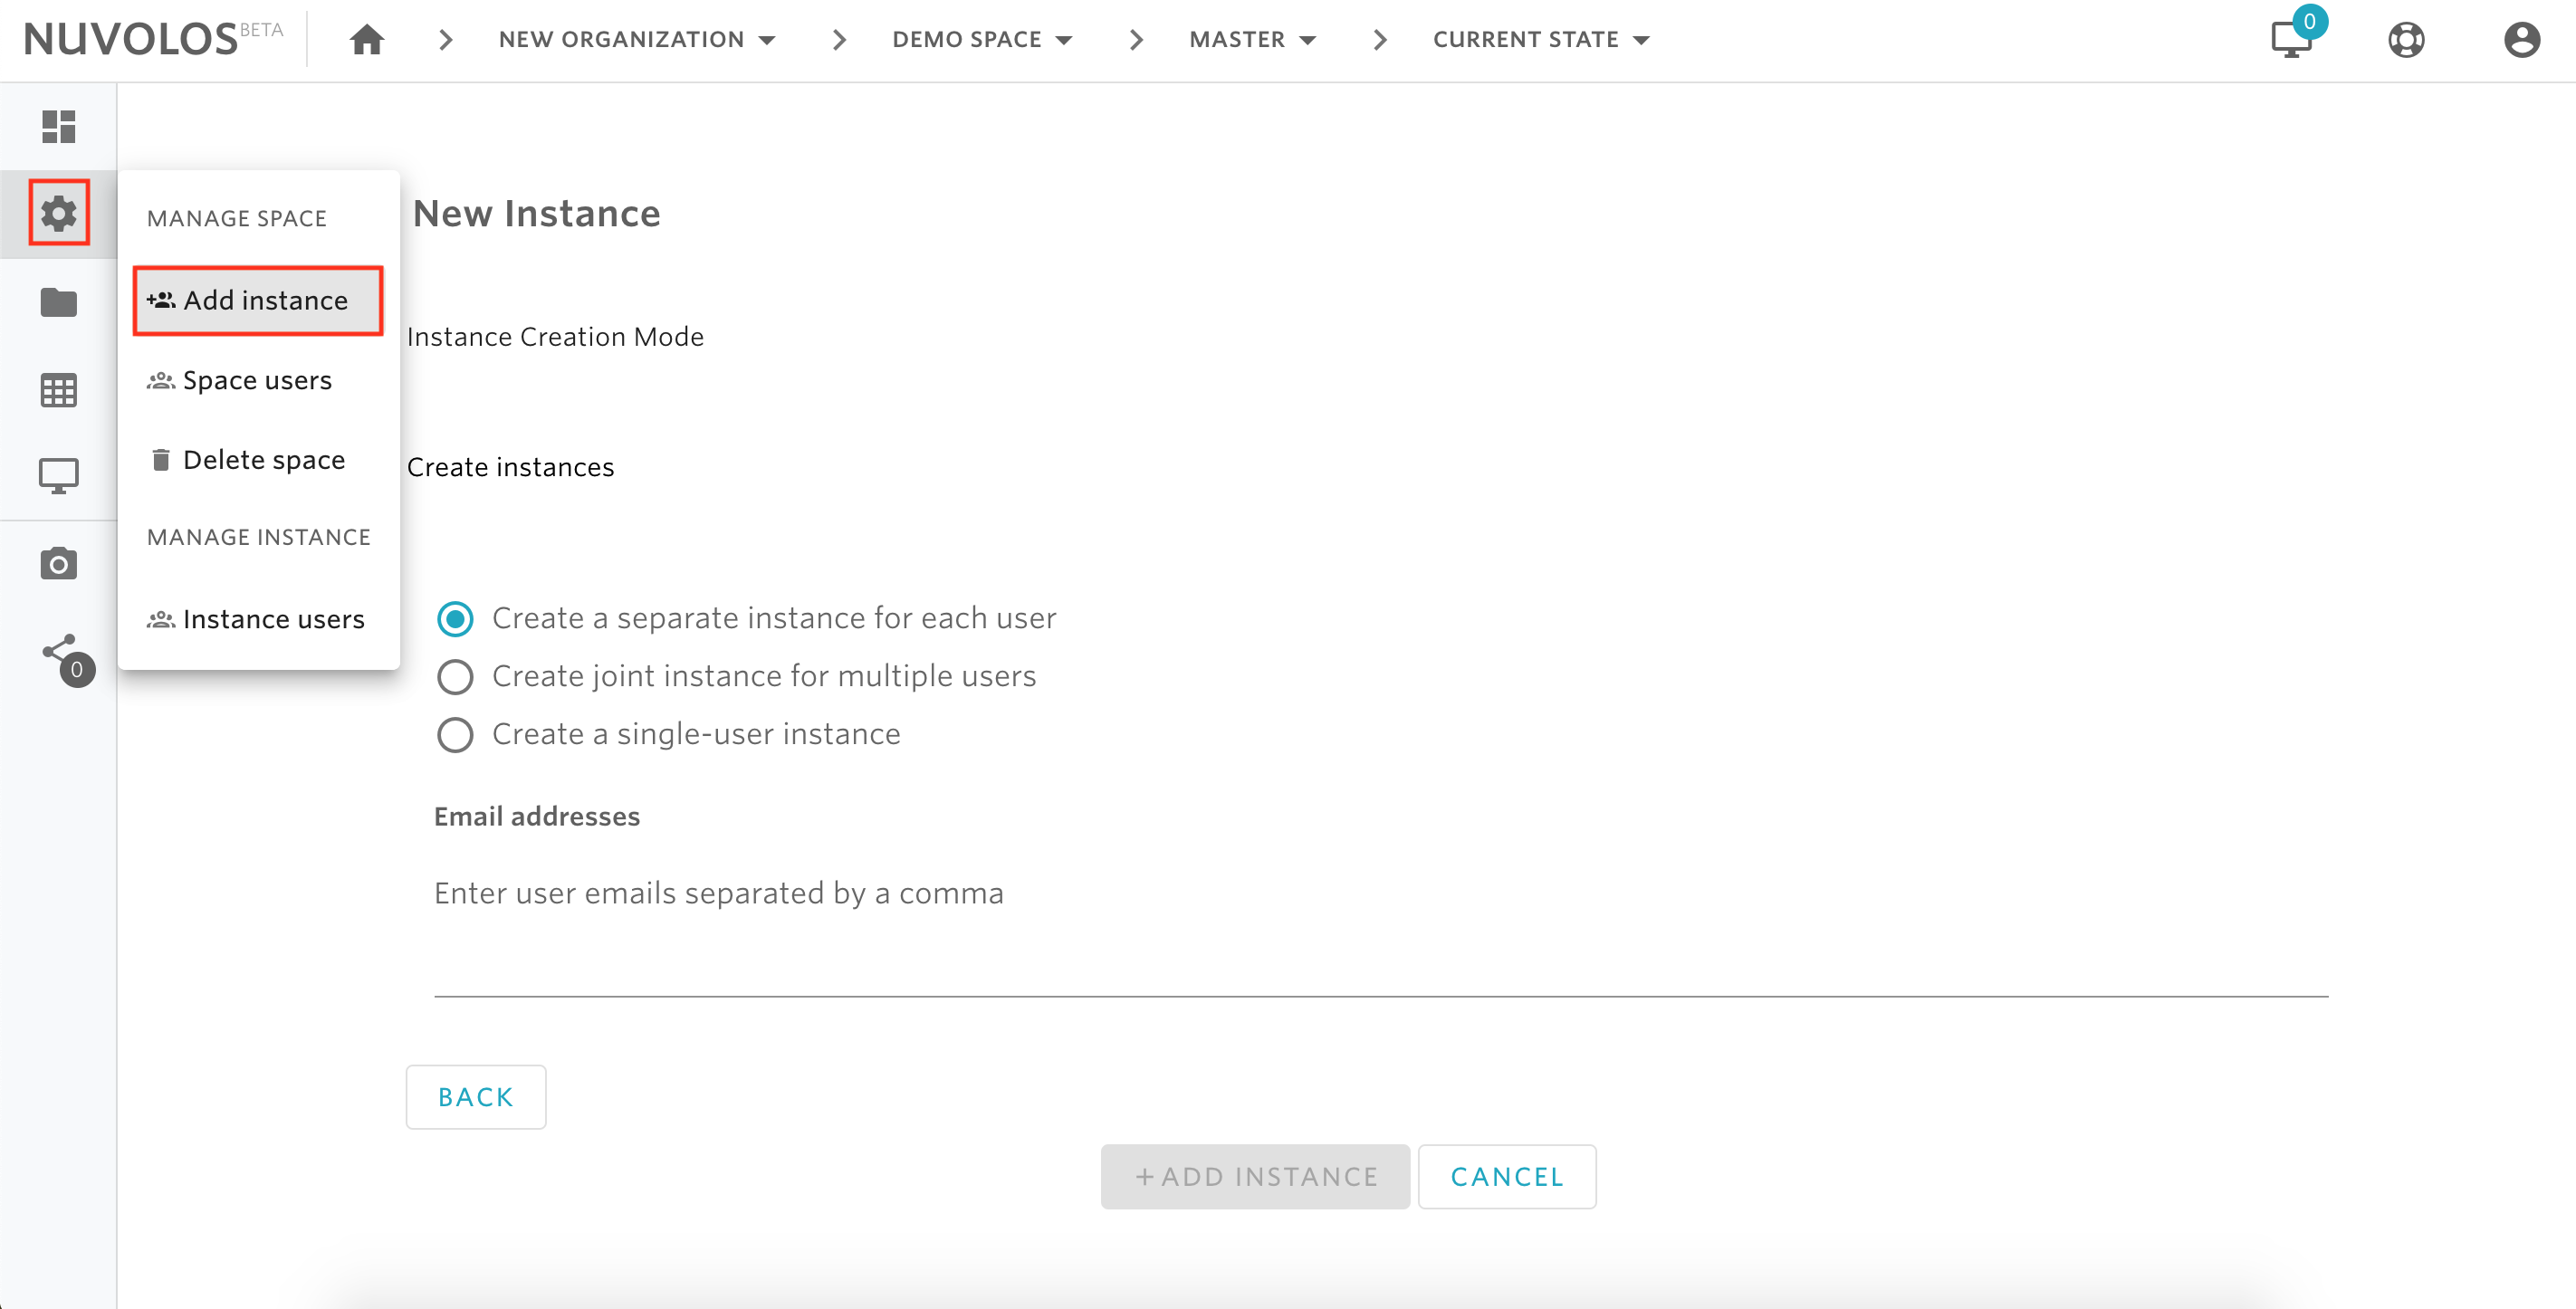 NUVOLOS BETA
NEW ORGANIZATION
DEMO SPACE
MASTER
CURRENT STATE
0
MANAGE SPACE
Add instance
Space users
Delete space
MANAGE INSTANCE
Instance users
0
New Instance
Instance Creation Mode
Create instances
Create a separate instance for each user
Create joint instance for multiple users
Create a single-user instance
Email addresses
Enter user emails separated by a comma
BACK
+ ADD INSTANCE
CANCEL